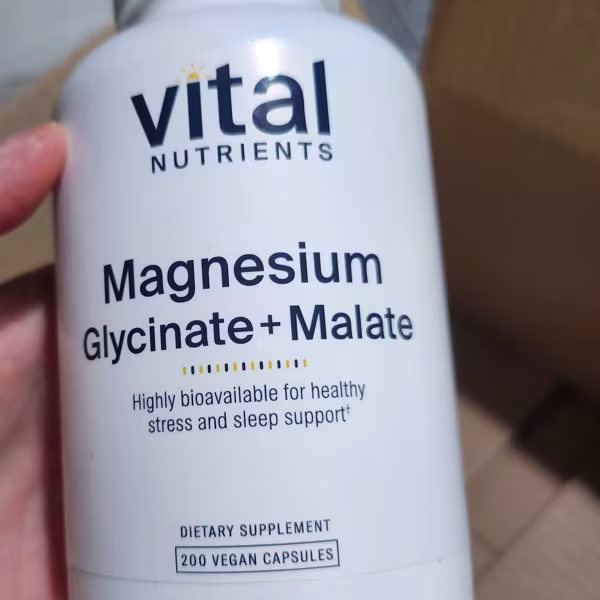 vital
NUTRIENTS
Magnesium
Glycinate + Malate
Highly bioavailable for healthy
stress and sleep support†
DIETARY SUPPLEMENT
200 VEGAN CAPSULES